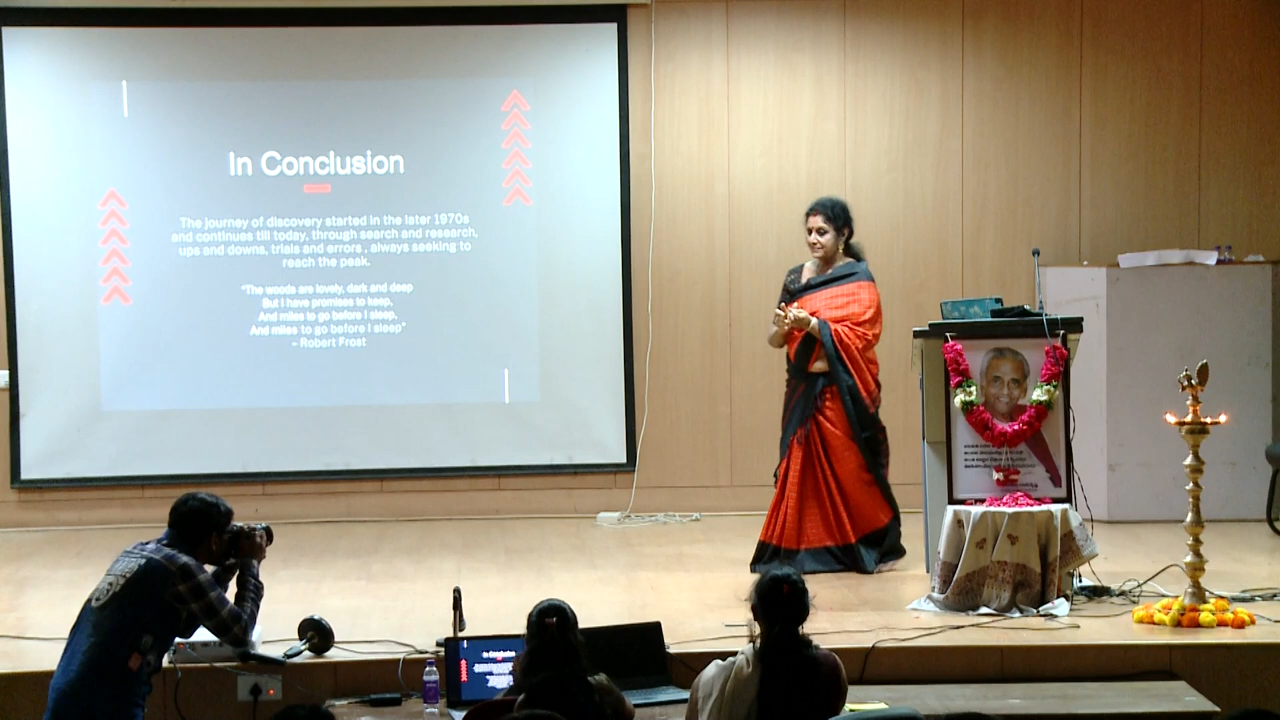 In Conclusion
The journey of discovery started in the later 1970s
and continues till today, through search and research,
ups and downs, trials and errors , always seeking to
reach the peak.
"The woods are lovely, dark and deep
But I have promises to keep,
And miles to go before I sleep,
And miles to go before I sleep"
– Robert Frost
In Conclusion